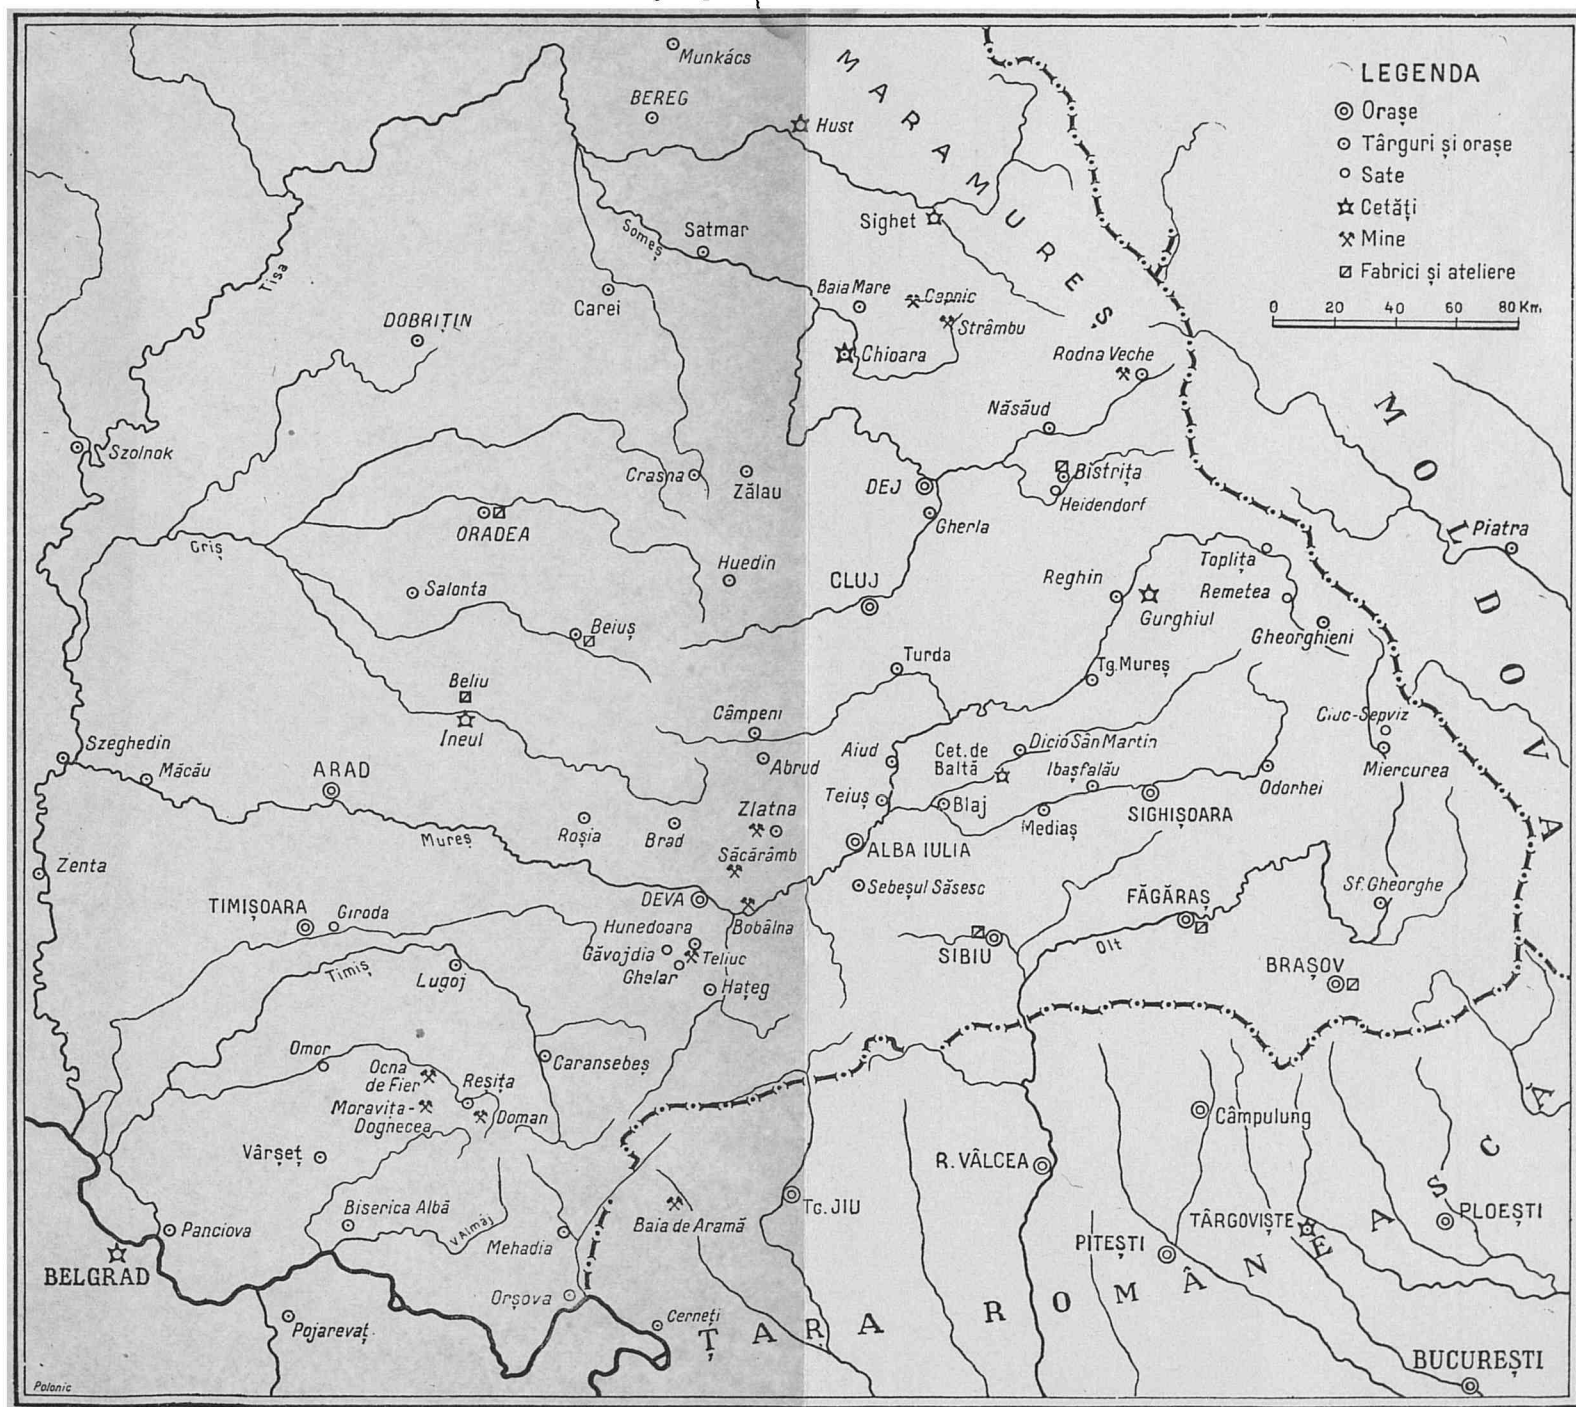 LEGENDA
Orașe
Târguri și orașe
Sate
Cetăți
Mine
Fabrici și ateliere
0 40 60 80 Km.
Munkács
BEREG
Hust
MARAMUREȘ
Sighet
Satmar
Someș
Tisa
Carei
Baia Mare
Capnic
Strâmbu
DOBRIȚIN
Chioara
Rodna Veche
MOLDOVA
Năsăud
Szolnok
Crasna
Zălau
DEJ
Bistrița
Heidendorf
Gherla
ORADEA
Piatra
Criș
Toplița
Huedin
CLUJ
Reghin
Remetea
Salonta
Gurghiul
Beiuș
Gheorghieni
Turda
Tg. Mureș
Beliu
Ineul
Câmpeni
Ciuc-Sepviz
Szeghedin
Aiud
Cet. de
Baltă
Dicio Sân Martin
Măcău
ARAD
Abrud
Ibașfalău
Miercurea
Odorhei
Teiuș
Blaj
SIGHIȘOARA
Zlatna
Roșia
Brad
Mediaș
Mureș
Săcărâmb
ALBA IULIA
Zenta
Sebeșul Săsesc
Sf. Gheorghe
DEVA
FĂGĂRAȘ
TIMIȘOARA
Giroda
Hunedoara
Bobâlna
Găvojdia
Teliuc
Ghelar
SIBIU
Olt
Timiș
Lugoj
Hațeg
BRAȘOV
Omor
Ocna
de Fier
Caransebeș
Reșița
Moravița-
Dognecea
Doman
Câmpulung
Vârșeț
R. VÂLCEA
Tg. JIU
Biserica Albă
V. Almăj
Baia de Aramă
Panciova
Mehadia
TÂRGOVIȘTE
PLOEȘTI
PITEȘTI
BELGRAD
Orșova
Pojarevaț
Cernеți
ȚARA ROMÂNEASCĂ
BUCUREȘTI
Polonic